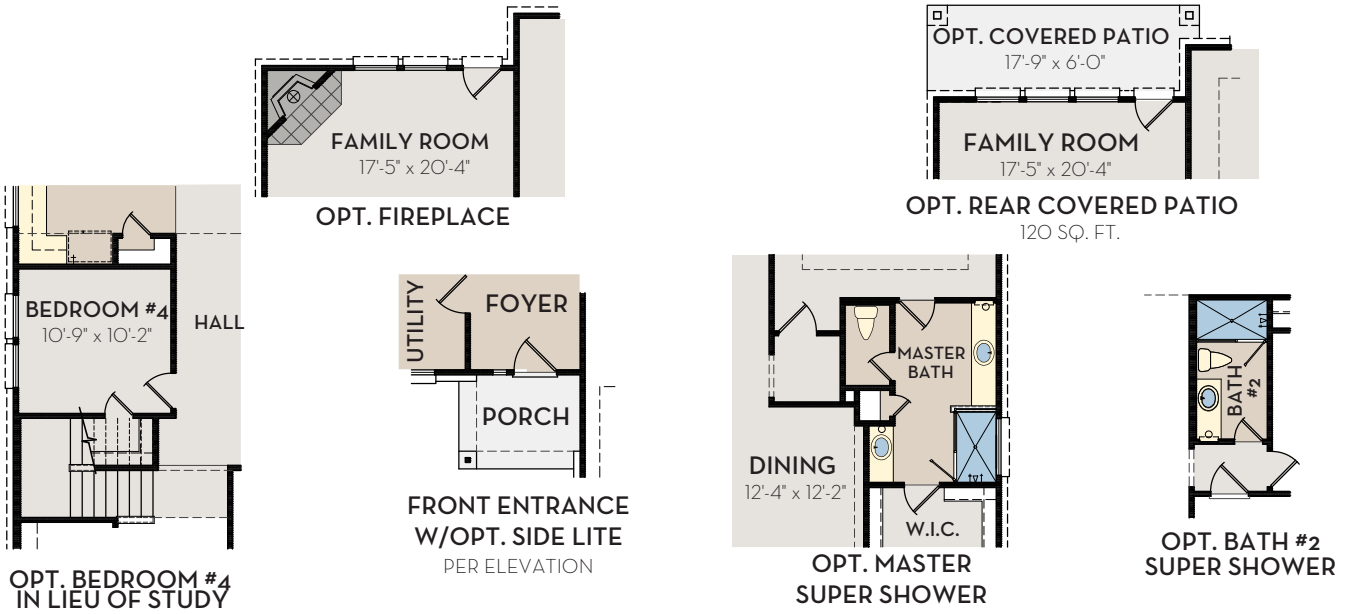 FAMILY ROOM
17'-5" x 20'-4"
OPT. FIREPLACE
OPT. COVERED PATIO
17'-9" x 6'-0"
FAMILY ROOM
17'-5" x 20'-4"
OPT. REAR COVERED PATIO
120 SQ. FT.
BEDROOM #4
10'-9" x 10'-2"
HALL
OPT. BEDROOM #4
IN LIEU OF STUDY
UTILITY
FOYER
PORCH
FRONT ENTRANCE
W/OPT. SIDE LITE
PER ELEVATION
MASTER
BATH
DINING
12'-4" x 12'-2"
W.I.C.
OPT. MASTER
SUPER SHOWER
BATH
#2
OPT. BATH #2
SUPER SHOWER